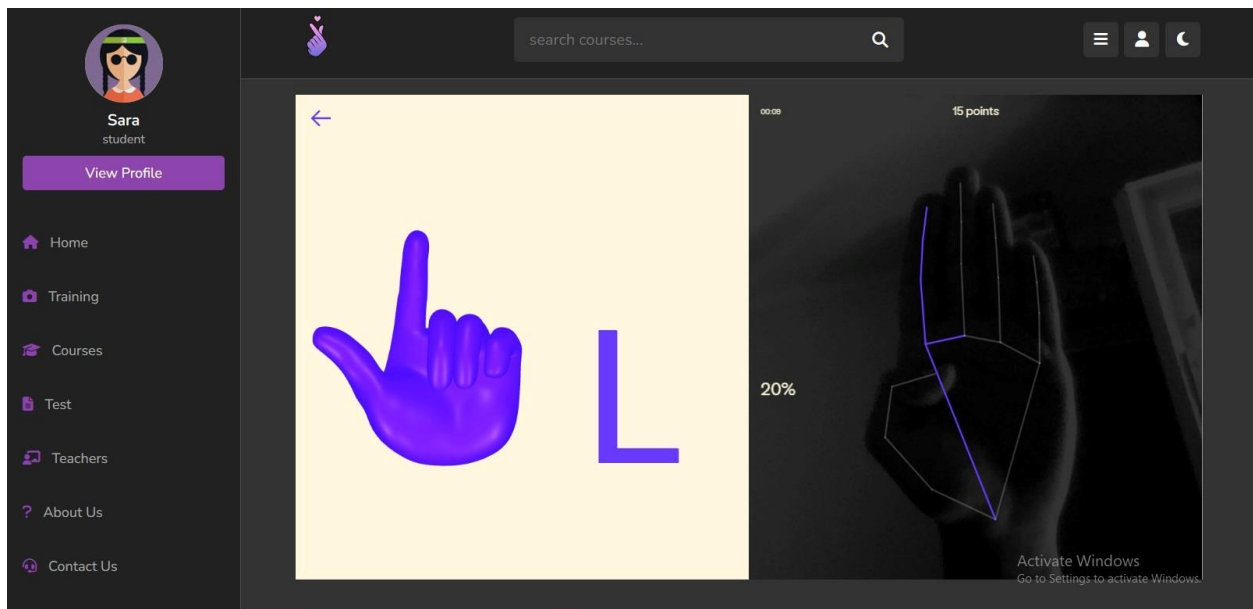 Sara
student
View Profile
Home
Training
Courses
Test
Teachers
About Us
Contact Us
search courses...
L
00:09
15 points
20%
Activate Windows
Go to Settings to activate Windows.